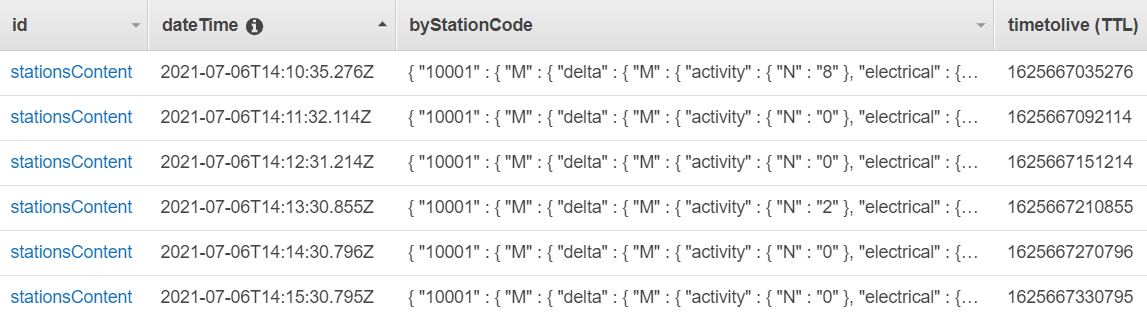 id dateTime byStationCode timetolive (TTL)
stationsContent 2021-07-06T14:10:35.276Z { "10001" : { "M" : { "delta" : { "M" : { "activity" : { "N" : "8" }, "electrical" : {… 1625667035276
stationsContent 2021-07-06T14:11:32.114Z { "10001" : { "M" : { "delta" : { "M" : { "activity" : { "N" : "0" }, "electrical" : {… 1625667092114
stationsContent 2021-07-06T14:12:31.214Z { "10001" : { "M" : { "delta" : { "M" : { "activity" : { "N" : "0" }, "electrical" : {… 1625667151214
stationsContent 2021-07-06T14:13:30.855Z { "10001" : { "M" : { "delta" : { "M" : { "activity" : { "N" : "2" }, "electrical" : {… 1625667210855
stationsContent 2021-07-06T14:14:30.796Z { "10001" : { "M" : { "delta" : { "M" : { "activity" : { "N" : "0" }, "electrical" : {… 1625667270796
stationsContent 2021-07-06T14:15:30.795Z { "10001" : { "M" : { "delta" : { "M" : { "activity" : { "N" : "0" }, "electrical" : {… 1625667330795